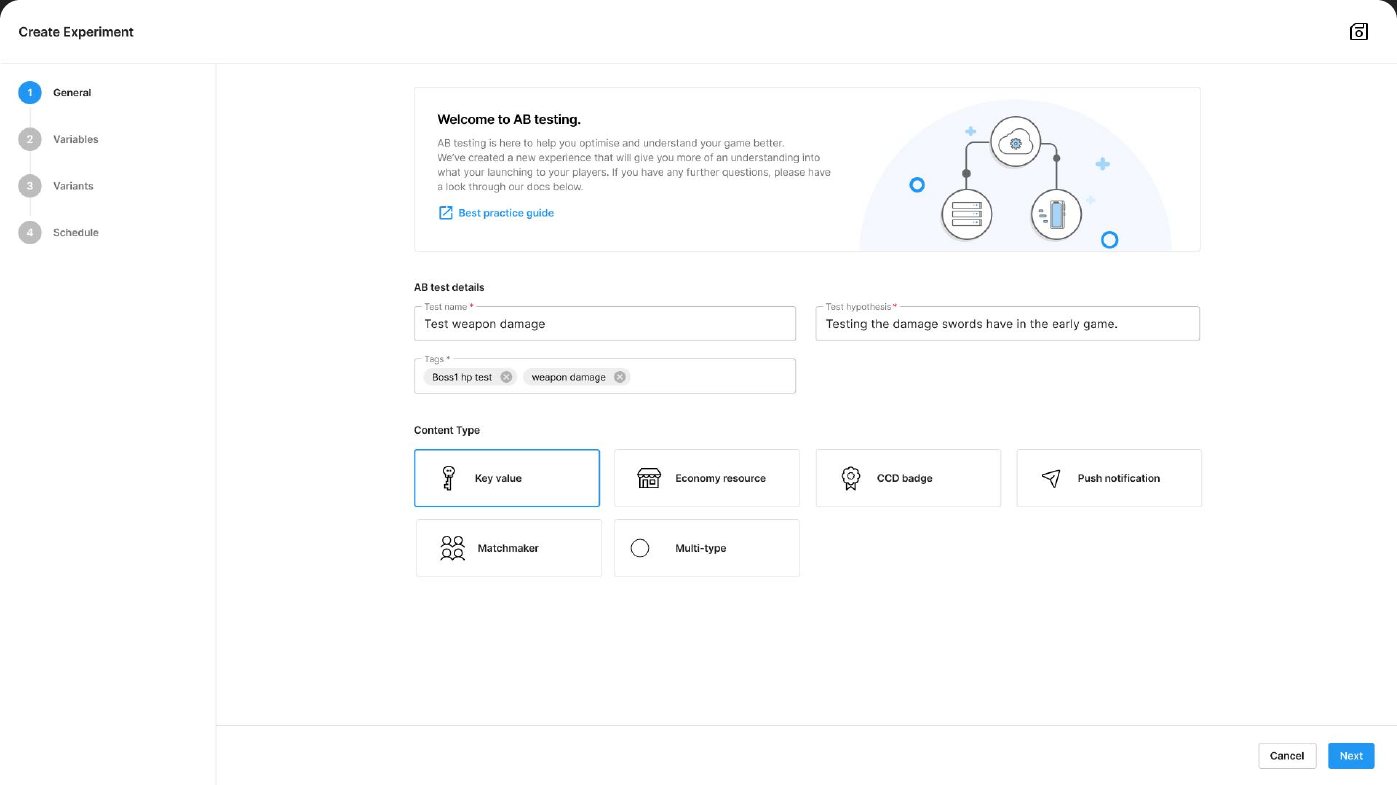 Create Experiment
1 General
2 Variables
3 Variants
4 Schedule
Welcome to AB testing.
AB testing is here to help you optimise and understand your game better.
We've created a new experience that will give you more of an understanding into
what your launching to your players. If you have any further questions, please have
a look through our docs below.
Best practice guide
AB test details
Test name *
Test weapon damage
Test hypothesis*
Testing the damage swords have in the early game.
Tags *
Boss1 hp test weapon damage
Content Type
Key value
Economy resource
CCD badge
Push notification
Matchmaker
Multi-type
Cancel
Next